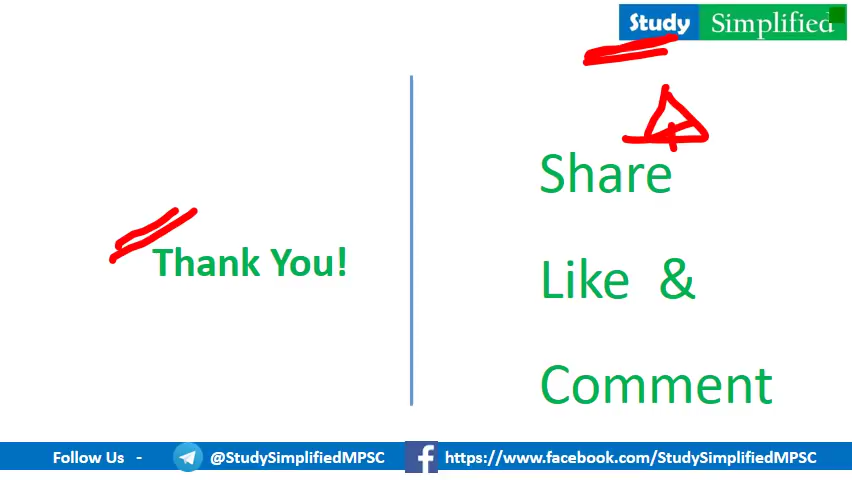 Study Simplified
Thank You!
Share
Like &
Comment
Follow Us - @StudySimplifiedMPSC https://www.facebook.com/StudySimplifiedMPSC